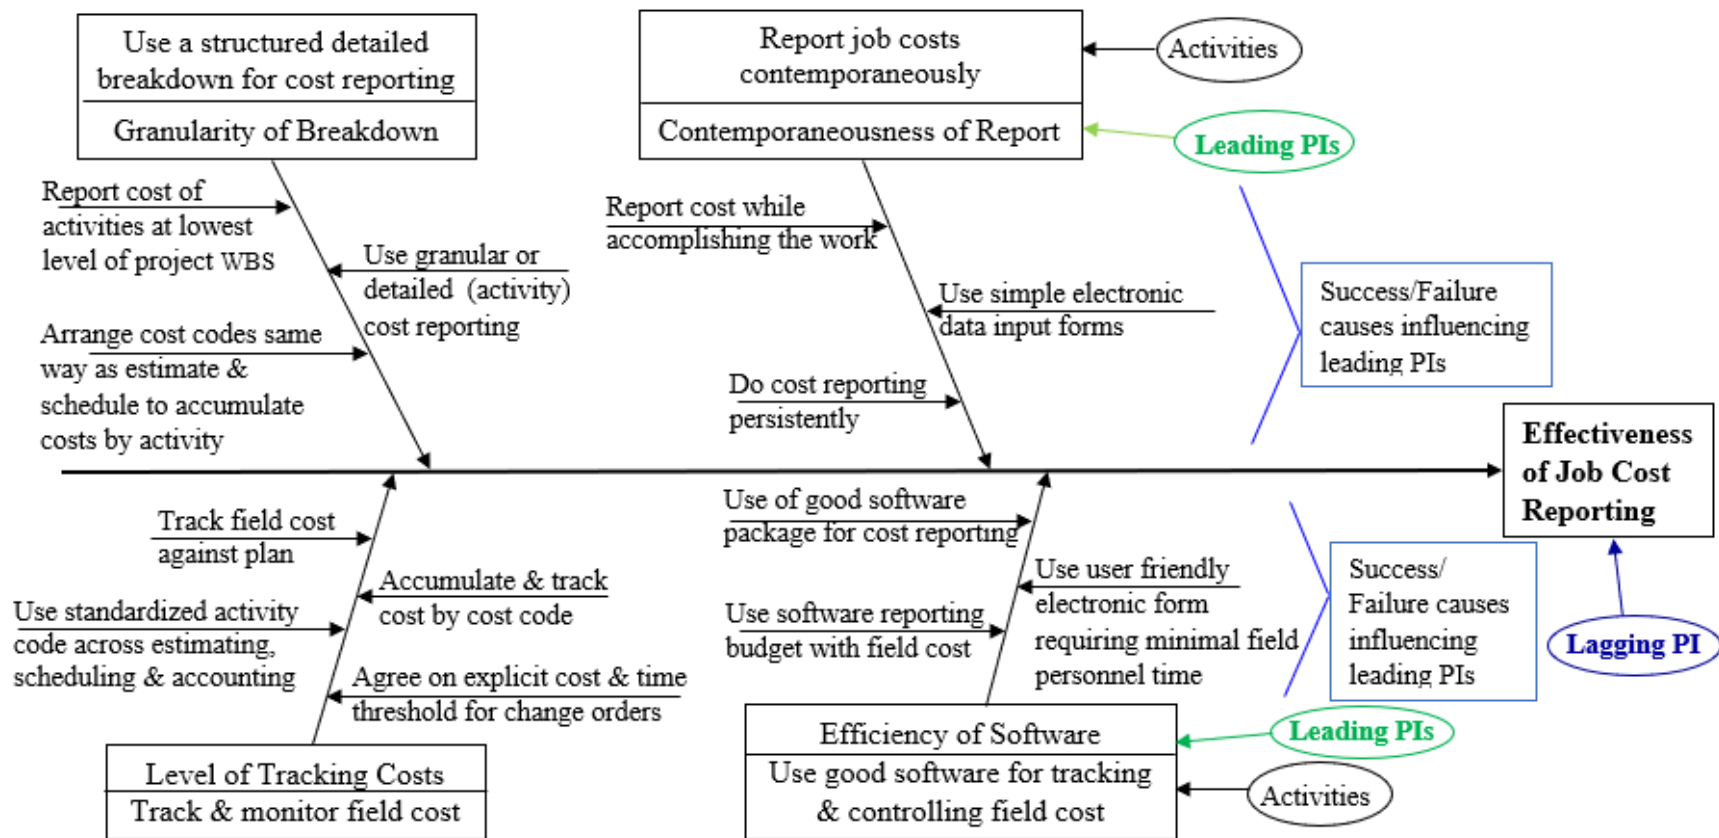 Use a structured detailed
breakdown for cost reporting
Granularity of Breakdown
Report job costs
contemporaneously
Contemporaneousness of Report
Activities
Leading PIs
Report cost of
activities at lowest
level of project WBS
Use granular or
detailed (activity)
cost reporting
Arrange cost codes same
way as estimate &
schedule to accumulate
costs by activity
Report cost while
accomplishing the work
Use simple electronic
data input forms
Do cost reporting
persistently
Success/Failure
causes influencing
leading PIs
Effectiveness
of Job Cost
Reporting
Track field cost
against plan
Accumulate & track
cost by cost code
Use standardized activity
code across estimating,
scheduling & accounting
Agree on explicit cost & time
threshold for change orders
Use of good software
package for cost reporting
Use user friendly
electronic form
requiring minimal field
personnel time
Use software reporting
budget with field cost
Success/
Failure causes
influencing
leading PIs
Lagging PI
Level of Tracking Costs
Track & monitor field cost
Efficiency of Software
Use good software for tracking
& controlling field cost
Leading PIs
Activities